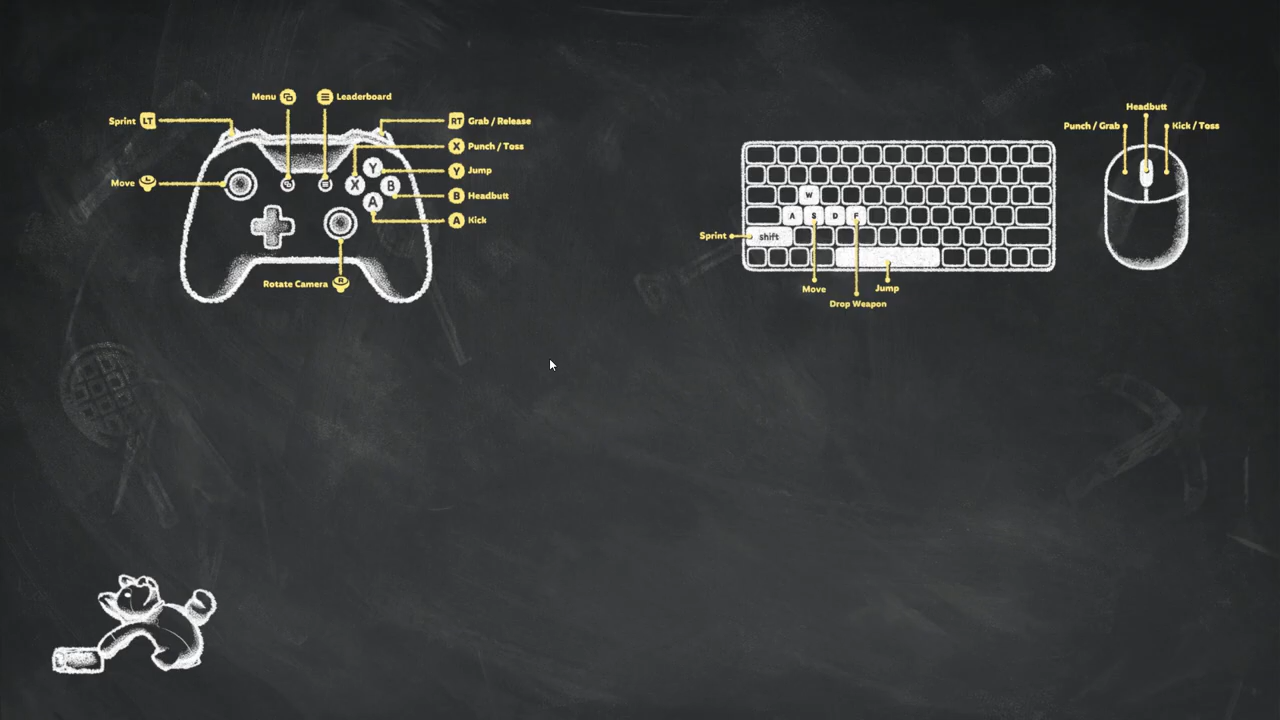 Menu
Leaderboard
Sprint LT
RT Grab / Release
X Punch / Toss
Y Jump
B Headbutt
A Kick
Move L
Y
X B
A
Rotate Camera R
Headbutt
Punch / Grab
Kick / Toss
W
A S D F
Sprint
shift
Move
Jump
Drop Weapon